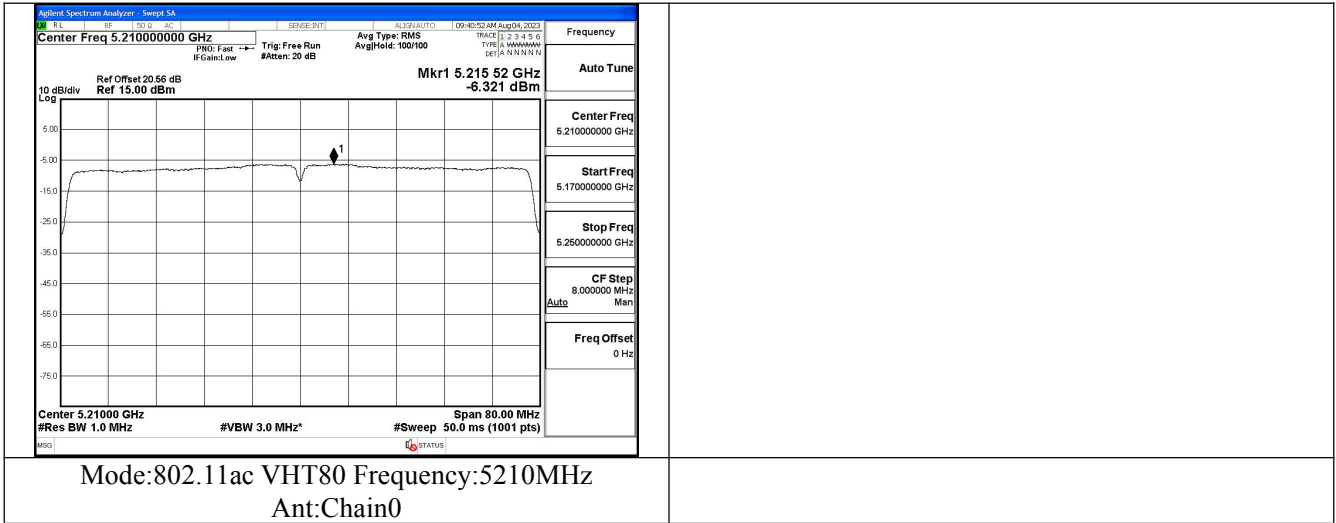 Agilent Spectrum Analyzer - Swept SA
RL RF 50 Ω AC SENSE:INT ALIGN AUTO 09:40:52 AM Aug 04, 2023
Center Freq 5.210000000 GHz
PNO: Fast
IFGain:Low
Trig: Free Run
#Atten: 20 dB
Avg Type: RMS
Avg|Hold: 100/100
TRACE 1 2 3 4 5 6
TYPE A WWWWW
DET A N N N N N
Ref Offset 20.56 dB
10 dB/div Ref 15.00 dBm
Log
Mkr1 5.215 52 GHz
-6.321 dBm
1
5.00
-5.00
-15.0
-25.0
-35.0
-45.0
-55.0
-65.0
-75.0
Center 5.21000 GHz Span 80.00 MHz
#Res BW 1.0 MHz #VBW 3.0 MHz* #Sweep 50.0 ms (1001 pts)
MSG STATUS
Frequency
Auto Tune
Center Freq
5.210000000 GHz
Start Freq
5.170000000 GHz
Stop Freq
5.250000000 GHz
CF Step
8.000000 MHz
Auto Man
Freq Offset
0 Hz
Mode:802.11ac VHT80 Frequency:5210MHz
Ant:Chain0